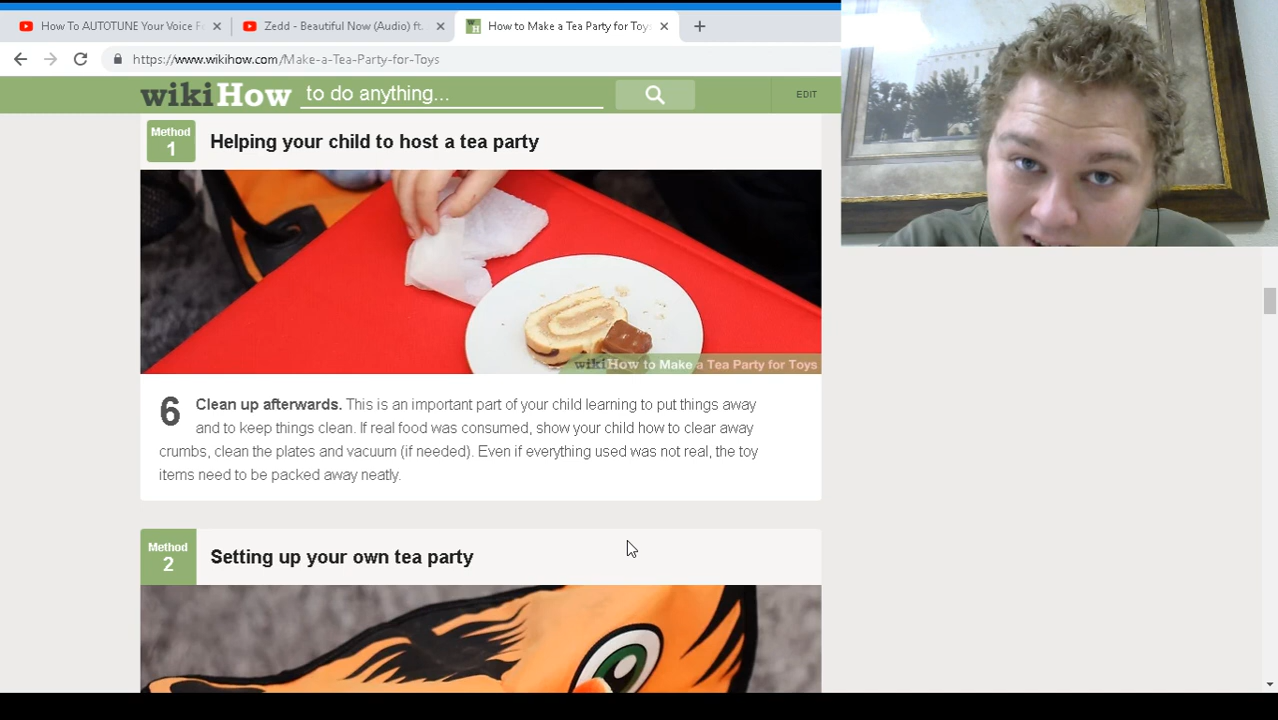 How To AUTOTUNE Your Voice F
Zedd - Beautiful Now (Audio) ft.
How to Make a Tea Party for Toys
https://www.wikihow.com/Make-a-Tea-Party-for-Toys
wikiHow to do anything...
EDIT
Method
1
Helping your child to host a tea party
wikiHow to Make a Tea Party for Toys
6 Clean up afterwards. This is an important part of your child learning to put things away
and to keep things clean. If real food was consumed, show your child how to clear away
crumbs, clean the plates and vacuum (if needed). Even if everything used was not real, the toy
items need to be packed away neatly.
Method
2
Setting up your own tea party